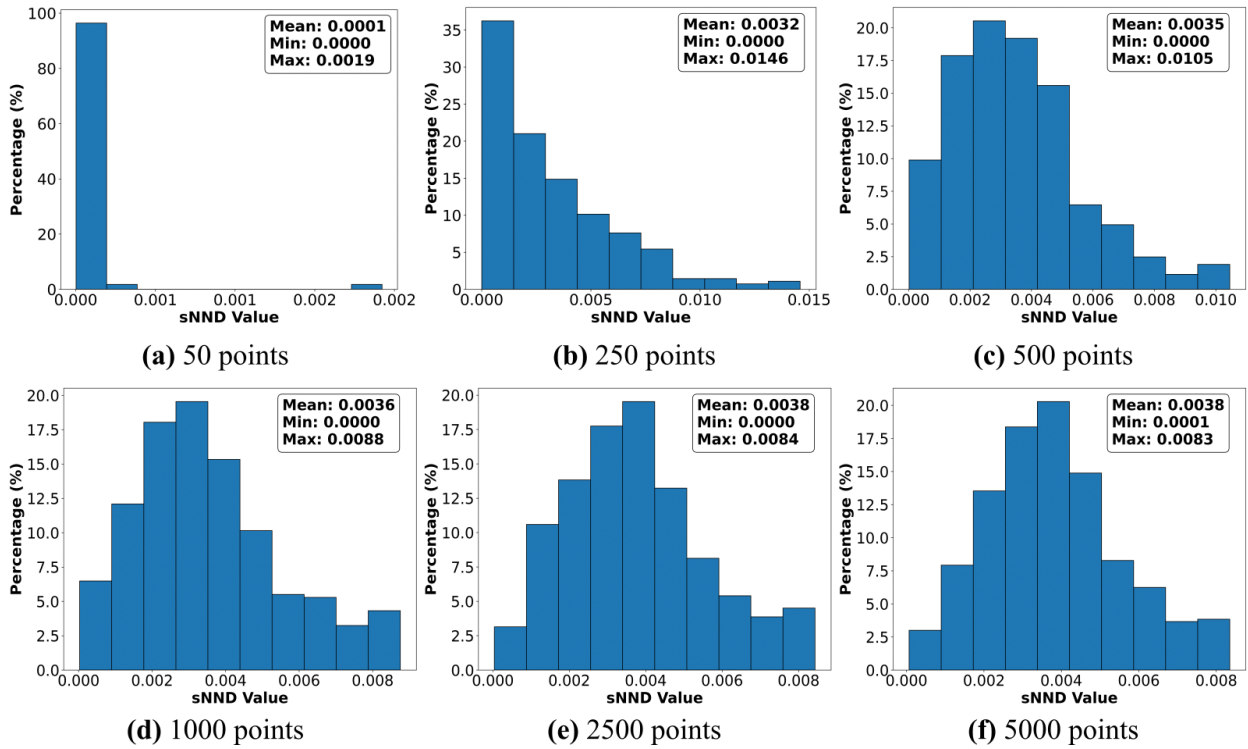 100
80
60
40
20
0
Percentage (%)
Mean: 0.0001
Min: 0.0000
Max: 0.0019
0.000 0.001 0.001 0.002 0.002
sNND Value
(a) 50 points
35
30
25
20
15
10
5
0
Percentage (%)
Mean: 0.0032
Min: 0.0000
Max: 0.0146
0.000 0.005 0.010 0.015
sNND Value
(b) 250 points
20.0
17.5
15.0
12.5
10.0
7.5
5.0
2.5
0.0
Percentage (%)
Mean: 0.0035
Min: 0.0000
Max: 0.0105
0.000 0.002 0.004 0.006 0.008 0.010
sNND Value
(c) 500 points
20.0
17.5
15.0
12.5
10.0
7.5
5.0
2.5
0.0
Percentage (%)
Mean: 0.0036
Min: 0.0000
Max: 0.0088
0.000 0.002 0.004 0.006 0.008
sNND Value
(d) 1000 points
20.0
17.5
15.0
12.5
10.0
7.5
5.0
2.5
0.0
Percentage (%)
Mean: 0.0038
Min: 0.0000
Max: 0.0084
0.000 0.002 0.004 0.006 0.008
sNND Value
(e) 2500 points
20.0
17.5
15.0
12.5
10.0
7.5
5.0
2.5
0.0
Percentage (%)
Mean: 0.0038
Min: 0.0001
Max: 0.0083
0.000 0.002 0.004 0.006 0.008
sNND Value
(f) 5000 points